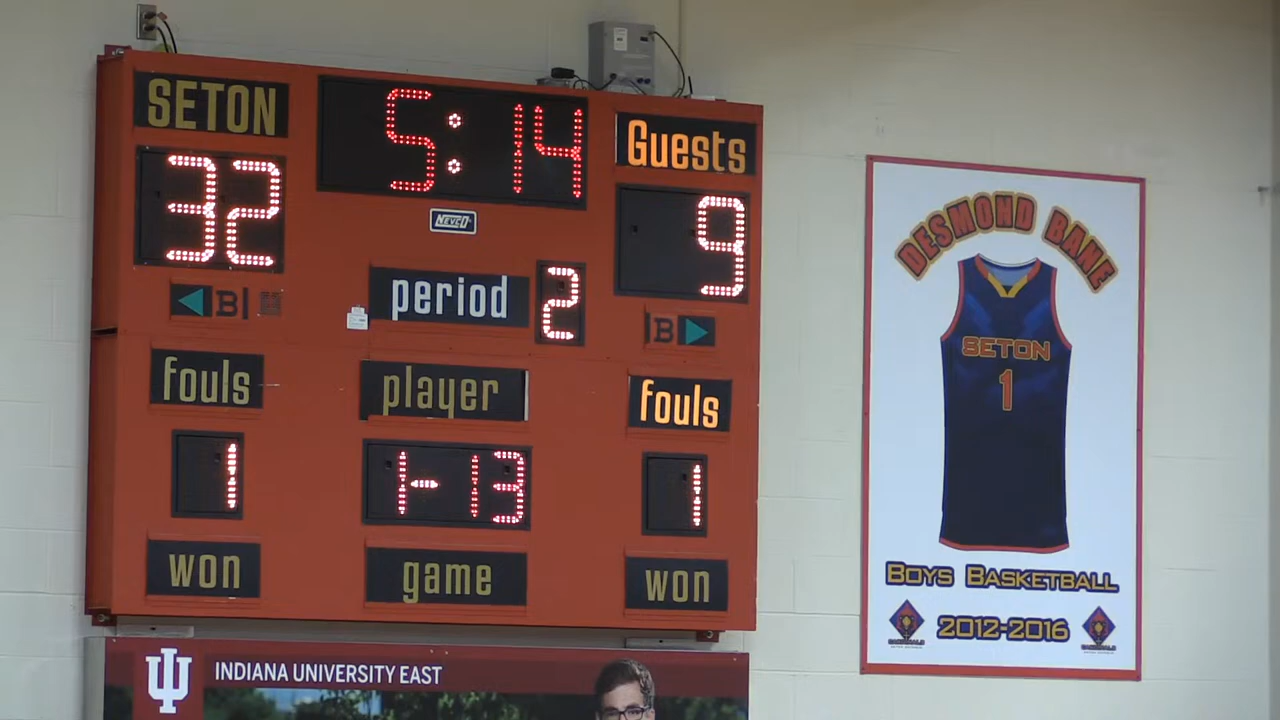 SETON
5:14
Guests
32
9
NEVCO
period
2
B
B
fouls
player
fouls
1
1-13
1
won
game
won
IU
INDIANA UNIVERSITY EAST
DESMOND BANE
SETON
1
BOYS BASKETBALL
2012-2016